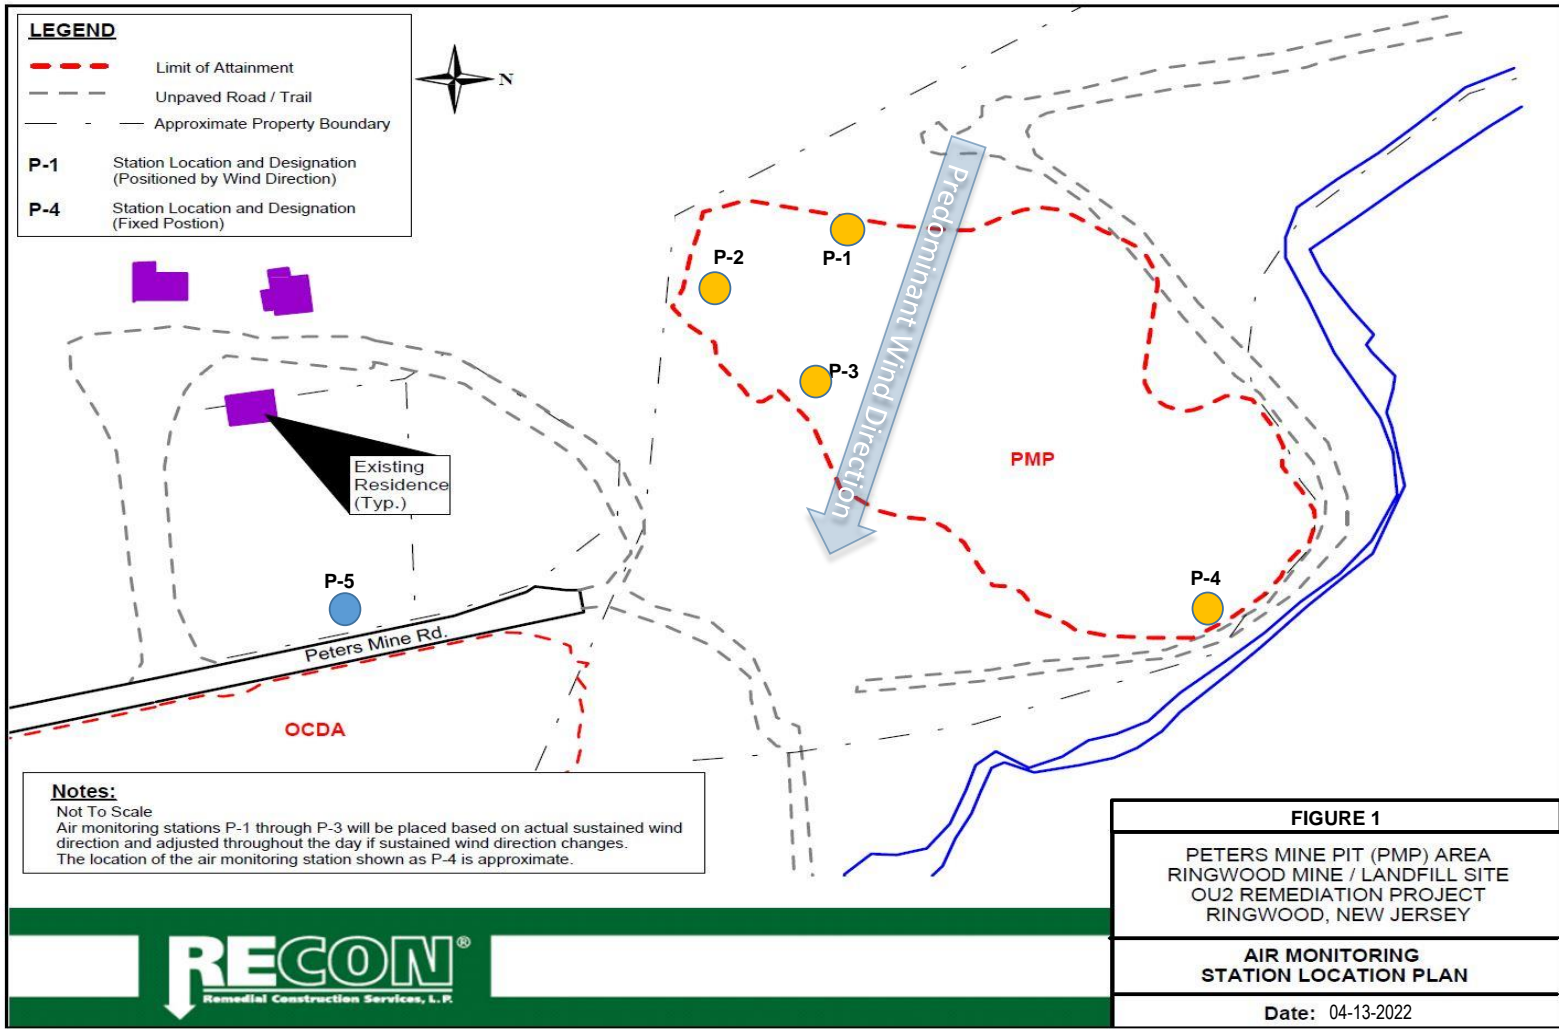 LEGEND
Limit of Attainment
Unpaved Road / Trail
Approximate Property Boundary
P-1 Station Location and Designation
(Positioned by Wind Direction)
P-4 Station Location and Designation
(Fixed Postion)
N
Predominant Wind Direction
P-1
P-2
P-3
PMP
Existing
Residence
(Typ.)
P-4
P-5
Peters Mine Rd.
OCDA
Notes:
Not To Scale
Air monitoring stations P-1 through P-3 will be placed based on actual sustained wind
direction and adjusted throughout the day if sustained wind direction changes.
The location of the air monitoring station shown as P-4 is approximate.
RECON®
Remedial Construction Services, L.P.
FIGURE 1
PETERS MINE PIT (PMP) AREA
RINGWOOD MINE / LANDFILL SITE
OU2 REMEDIATION PROJECT
RINGWOOD, NEW JERSEY
AIR MONITORING
STATION LOCATION PLAN
Date: 04-13-2022